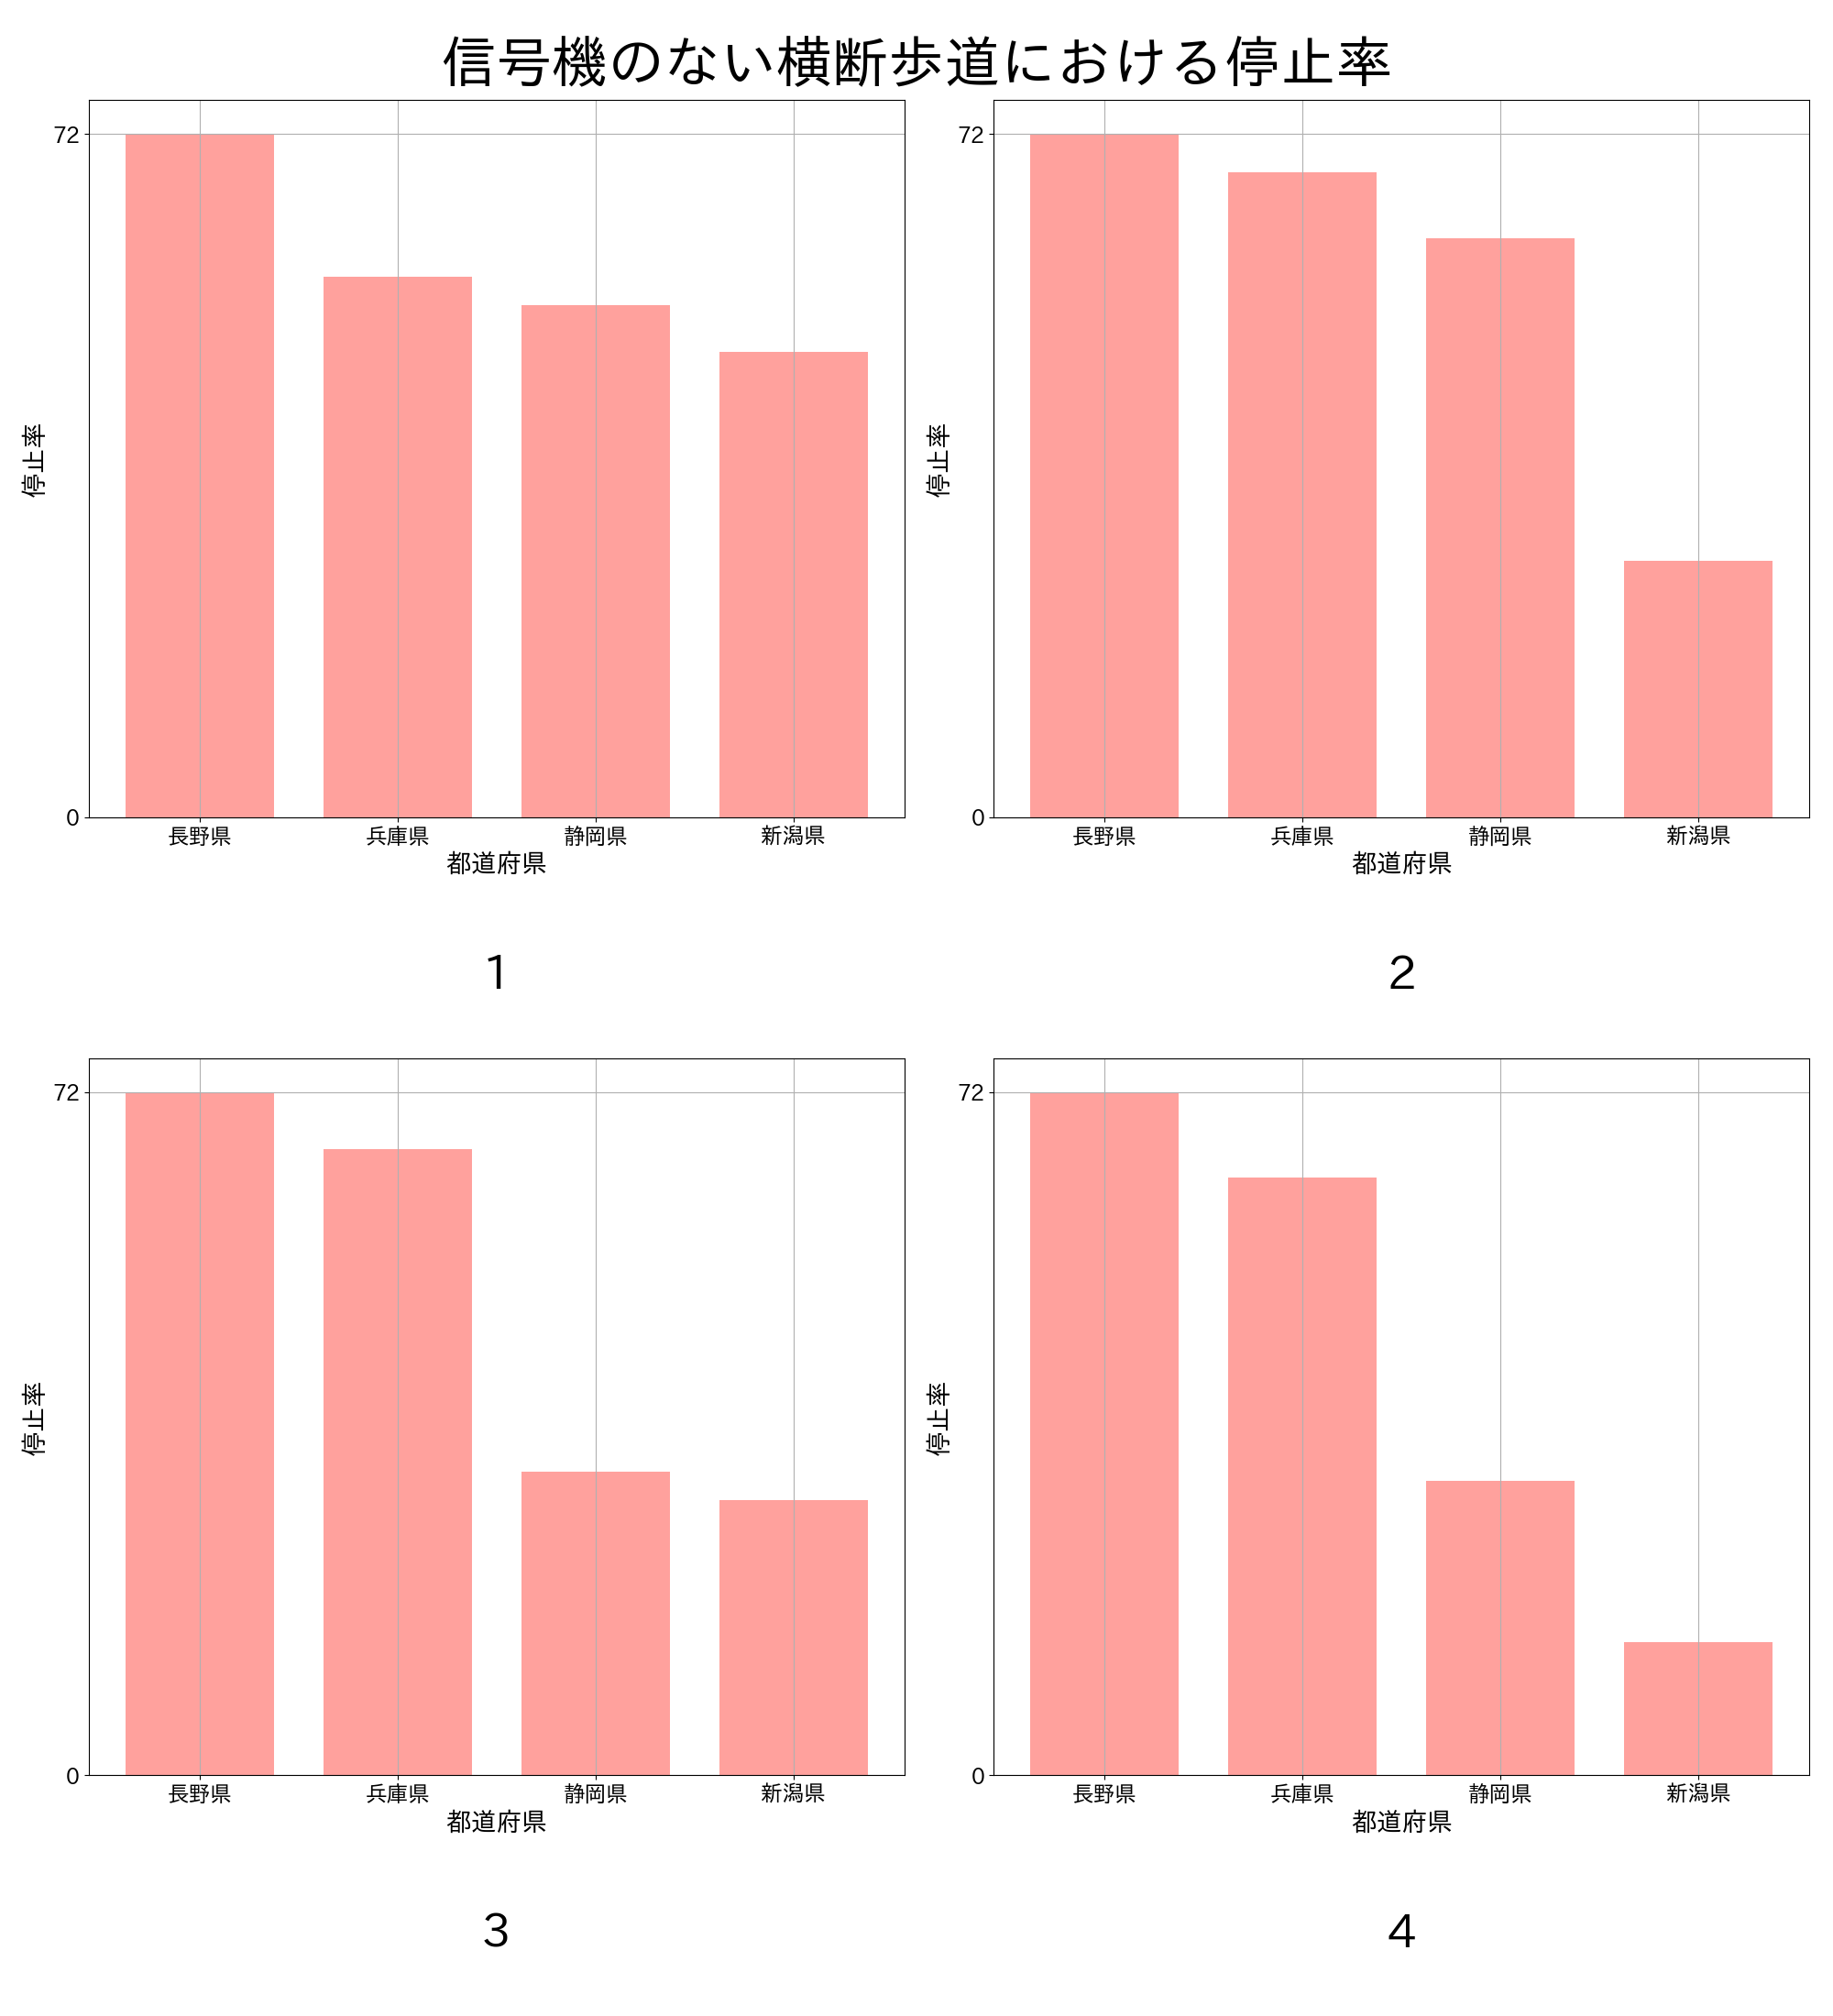 信号機のない横断歩道における停止率
72
0
停止率
長野県 兵庫県 静岡県 新潟県
都道府県
1
72
0
停止率
長野県 兵庫県 静岡県 新潟県
都道府県
2
72
0
停止率
長野県 兵庫県 静岡県 新潟県
都道府県
3
72
0
停止率
長野県 兵庫県 静岡県 新潟県
都道府県
4